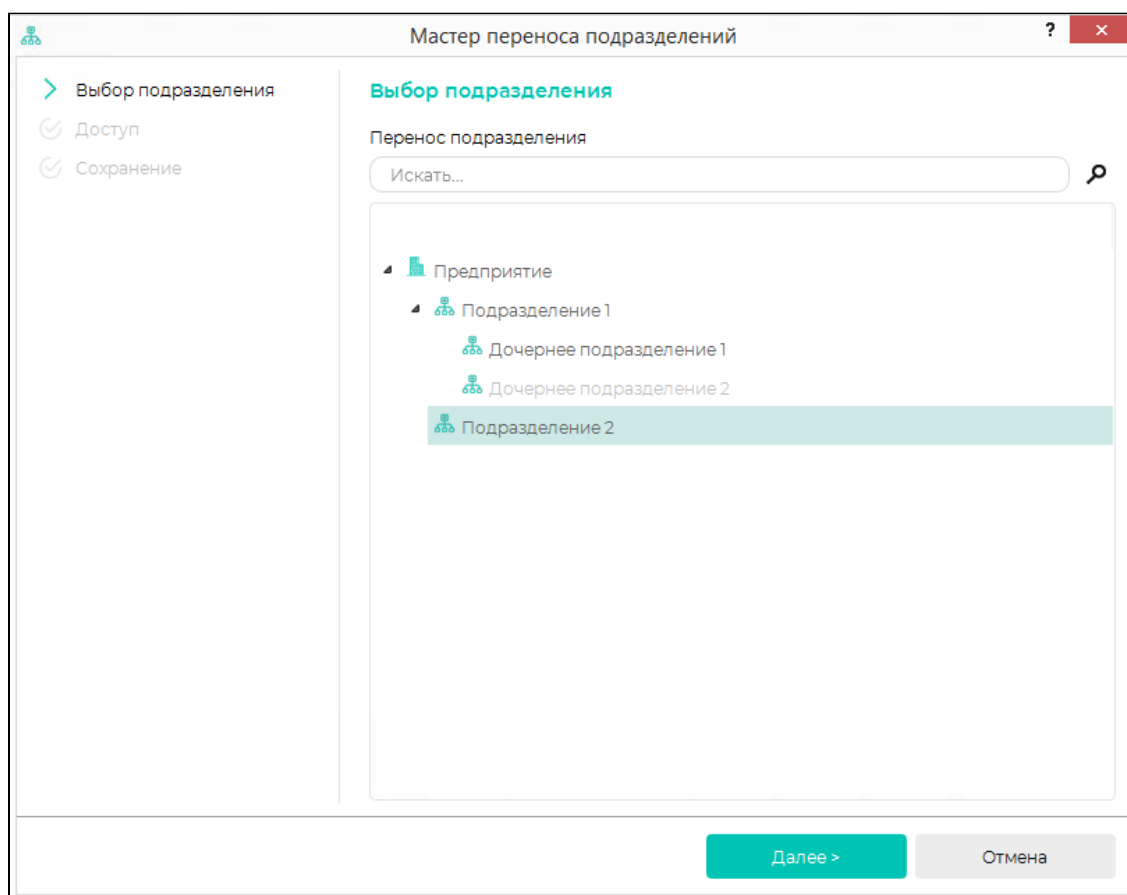 Мастер переноса подразделений
?
Выбор подразделения
Доступ
Сохранение
Выбор подразделения
Перенос подразделения
Искать...
Предприятие
Подразделение 1
Дочернее подразделение 1
Дочернее подразделение 2
Подразделение 2
Далее >
Отмена